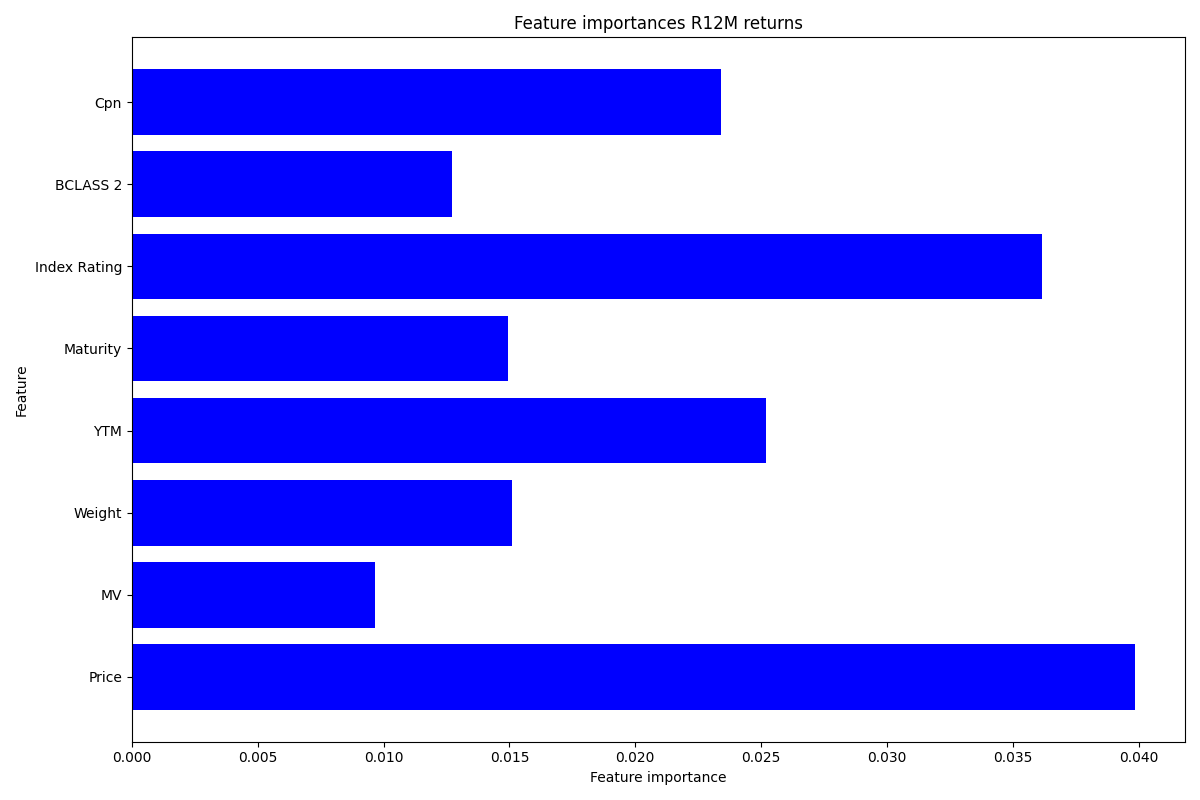 Feature importances R12M returns
Cpn
BCLASS 2
Index Rating
Maturity
YTM
Weight
MV
Price
Feature
0.000 0.005 0.010 0.015 0.020 0.025 0.030 0.035 0.040
Feature importance